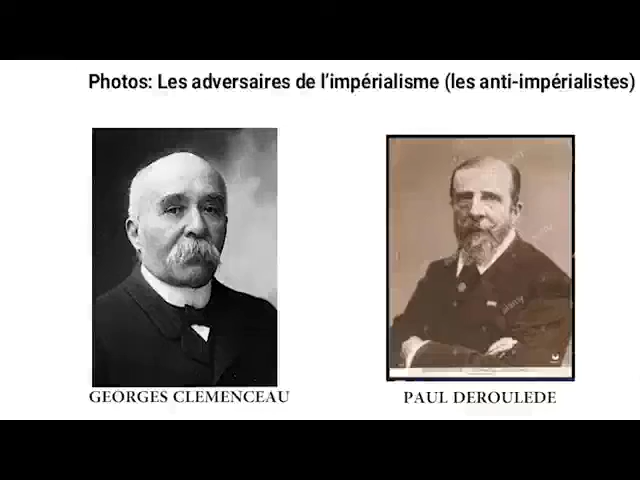 Photos: Les adversaires de l'impérialisme (les anti-impérialistes)
GEORGES CLEMENCEAU
PAUL DEROULEDE